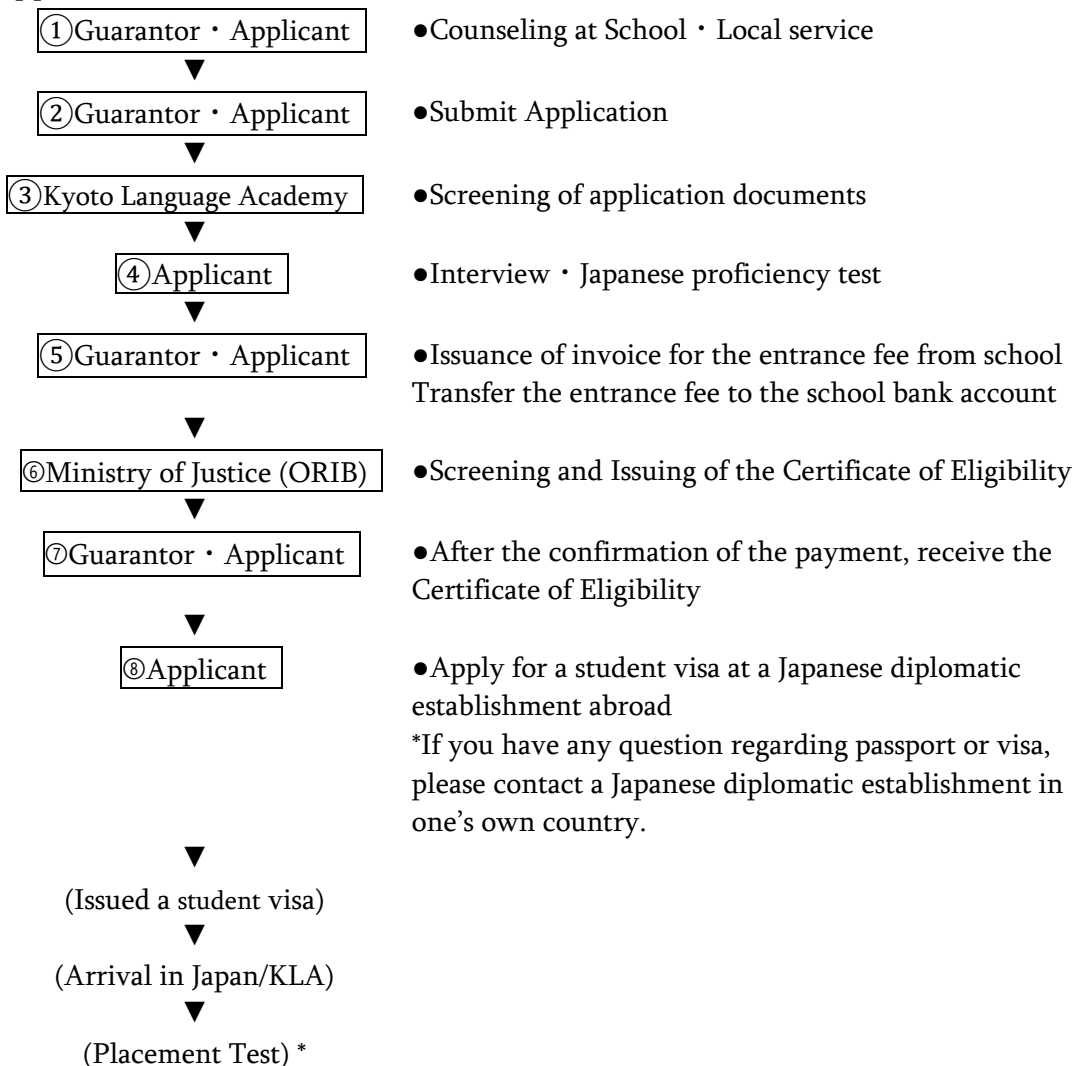 ①Guarantor・Applicant ●Counseling at School・Local service
▼
②Guarantor・Applicant ●Submit Application
▼
③Kyoto Language Academy ●Screening of application documents
▼
④Applicant ●Interview・Japanese proficiency test
▼
⑤Guarantor・Applicant ●Issuance of invoice for the entrance fee from school
Transfer the entrance fee to the school bank account
▼
⑥Ministry of Justice (ORIB) ●Screening and Issuing of the Certificate of Eligibility
▼
⑦Guarantor・Applicant ●After the confirmation of the payment, receive the
Certificate of Eligibility
▼
⑧Applicant ●Apply for a student visa at a Japanese diplomatic
establishment abroad
*If you have any question regarding passport or visa,
please contact a Japanese diplomatic establishment in
one's own country.
▼
(Issued a student visa)
▼
(Arrival in Japan/KLA)
▼
(Placement Test) *